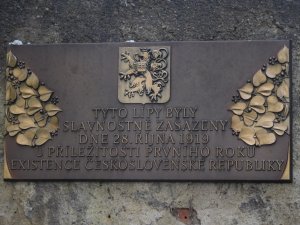 TYTO LÍPY BYLY
SLAVNOSTNĚ ZASAZENY
DNE 28. ŘÍJNA 1919
U PŘÍLEŽITOSTI PRVNÍHO ROKU
EXISTENCE ČESKOSLOVENSKÉ REPUBLIKY